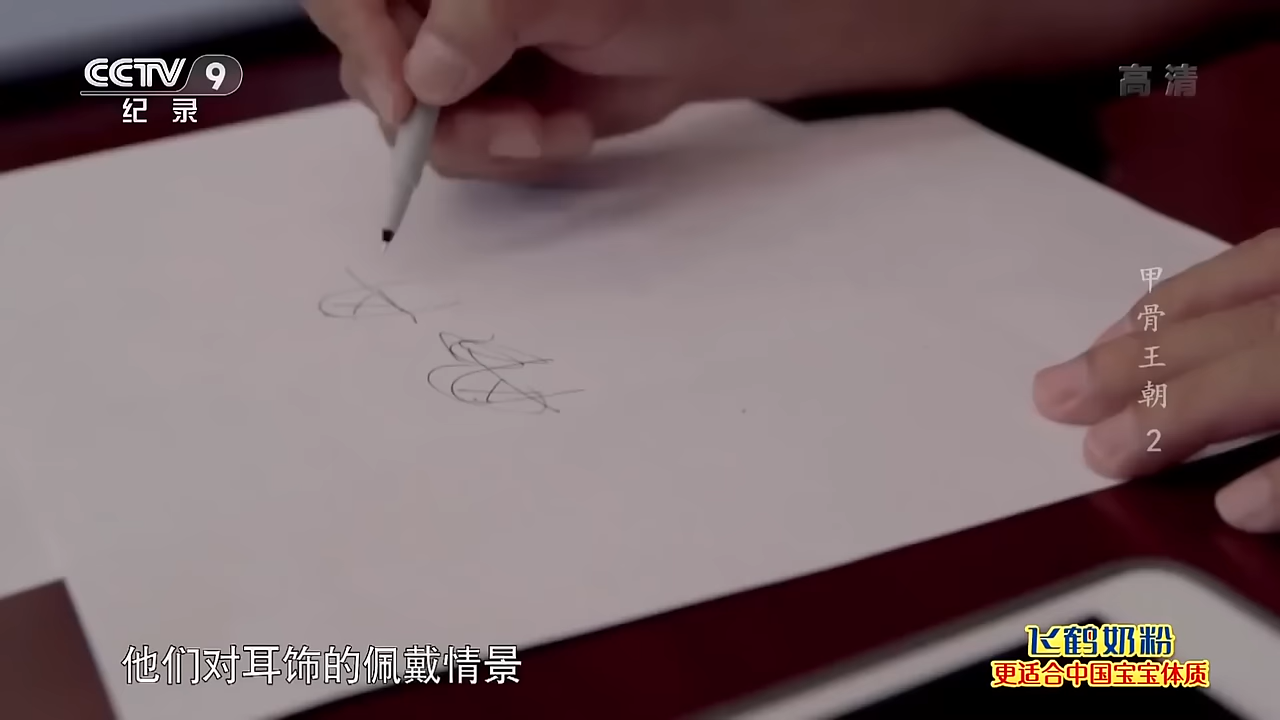 CCTV 9
纪录
高清
甲骨王朝 2
他们对耳饰的佩戴情景
飞鹤奶粉
更适合中国宝宝体质